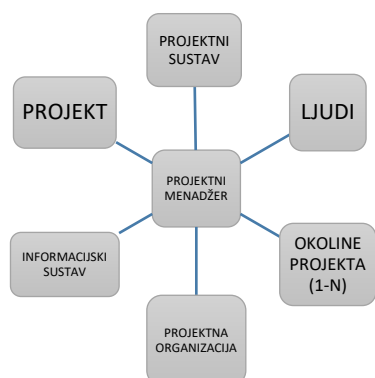 PROJEKTNI
SUSTAV
PROJEKT
LJUDI
PROJEKTNI
MENADŽER
INFORMACIJSKI
SUSTAV
OKOLINE
PROJEKTA
(1-N)
PROJEKTNA
ORGANIZACIJA